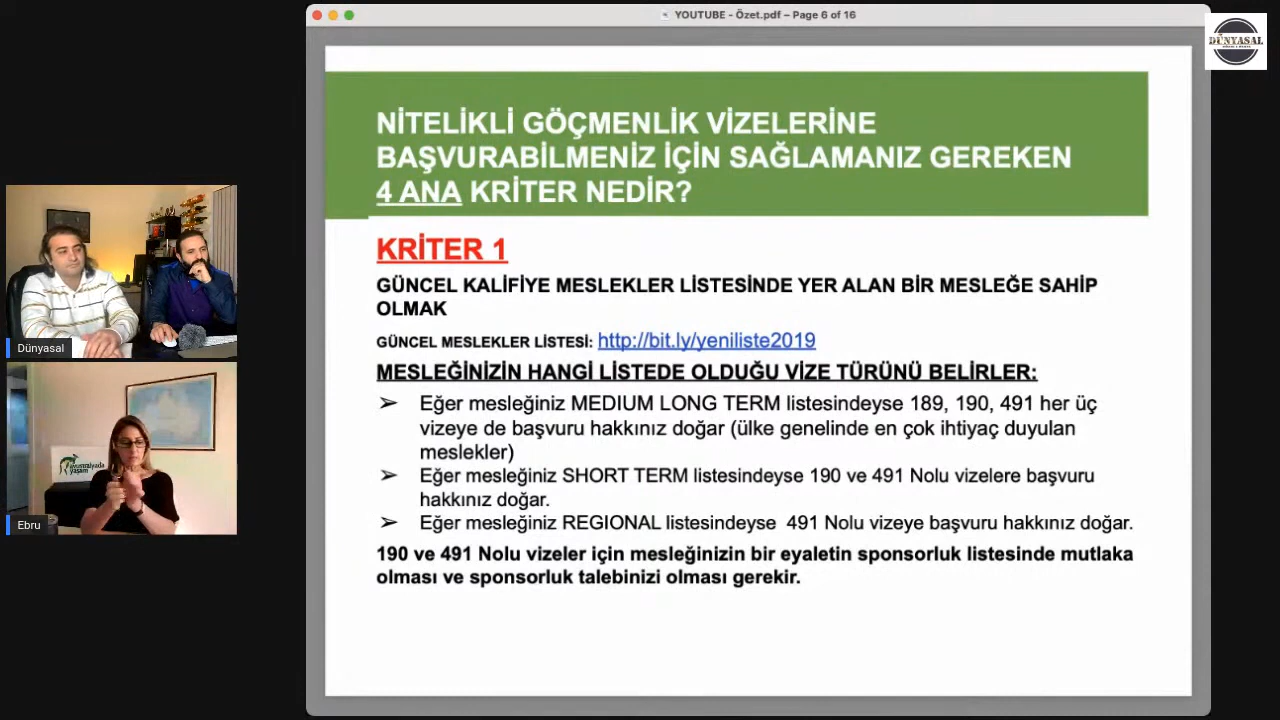 YOUTUBE - Özet.pdf – Page 6 of 16
DÜNYASAL
NİTELİKLİ GÖÇMENLİK VİZELERİNE
BAŞVURABİLMENİZ İÇİN SAĞLAMANIZ GEREKEN
4 ANA KRİTER NEDİR?
KRİTER 1
GÜNCEL KALİFİYE MESLEKLER LİSTESİNDE YER ALAN BİR MESLEĞE SAHİP
OLMAK
GÜNCEL MESLEKLER LİSTESİ: http://bit.ly/yeniliste2019
MESLEĞİNİZİN HANGİ LİSTEDE OLDUĞU VİZE TÜRÜNÜ BELİRLER:
➢ Eğer mesleğiniz MEDIUM LONG TERM listesindeyse 189, 190, 491 her üç
vizeye de başvuru hakkınız doğar (ülke genelinde en çok ihtiyaç duyulan
meslekler)
➢ Eğer mesleğiniz SHORT TERM listesindeyse 190 ve 491 Nolu vizelere başvuru
hakkınız doğar.
➢ Eğer mesleğiniz REGIONAL listesindeyse 491 Nolu vizeye başvuru hakkınız doğar.
190 ve 491 Nolu vizeler için mesleğinizin bir eyaletin sponsorluk listesinde mutlaka
olması ve sponsorluk talebinizi olması gerekir.
Dünyasal
avustralyada
yaşam
Ebru